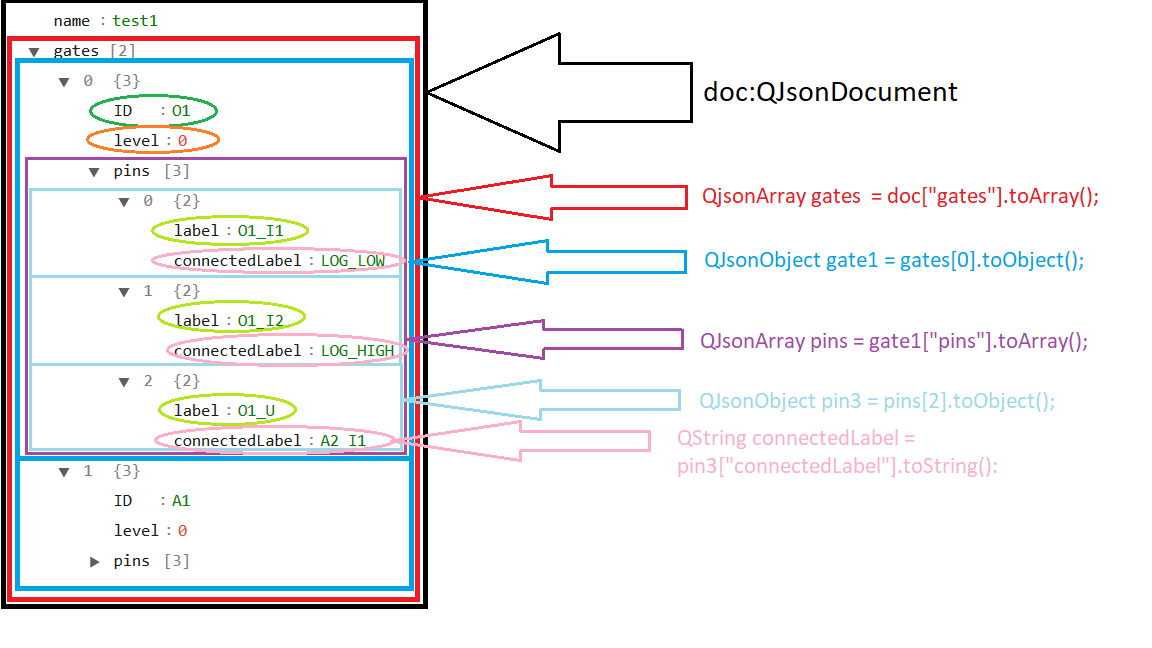 name : test1
▼ gates [2]
▼ 0 {3}
ID : O1
level : 0
▼ pins [3]
▼ 0 {2}
label : O1_I1
connectedLabel : LOG_LOW
▼ 1 {2}
label : O1_I2
connectedLabel : LOG_HIGH
▼ 2 {2}
label : O1_U
connectedLabel : A2_I1
▼ 1 {3}
ID : A1
level : 0
▶ pins [3]
doc:QJsonDocument
QjsonArray gates = doc["gates"].toArray();
QJsonObject gate1 = gates[0].toObject();
QJsonArray pins = gate1["pins"].toArray();
QJsonObject pin3 = pins[2].toObject();
QString connectedLabel =
pin3["connectedLabel"].toString():